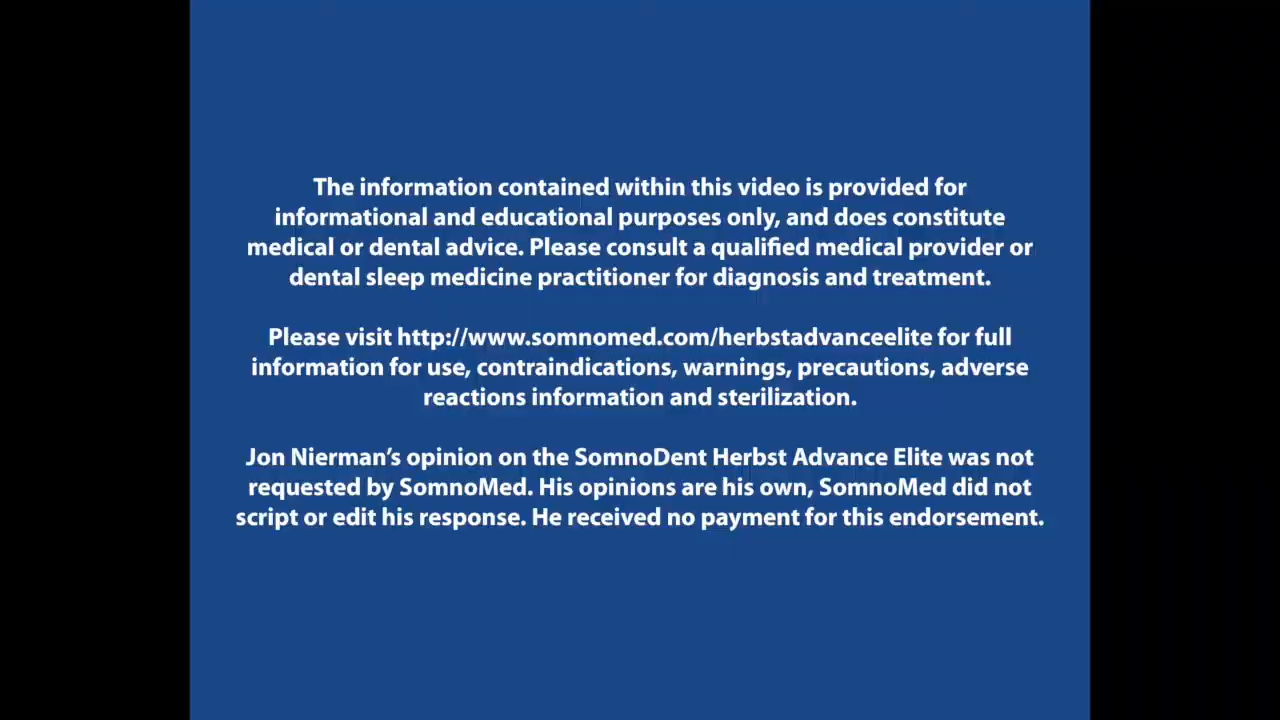 The information contained within this video is provided for
informational and educational purposes only, and does constitute
medical or dental advice. Please consult a qualified medical provider or
dental sleep medicine practitioner for diagnosis and treatment.
Please visit http://www.somnomed.com/herbstadvanceelite for full
information for use, contraindications, warnings, precautions, adverse
reactions information and sterilization.
Jon Nierman’s opinion on the SomnoDent Herbst Advance Elite was not
requested by SomnoMed. His opinions are his own, SomnoMed did not
script or edit his response. He received no payment for this endorsement.